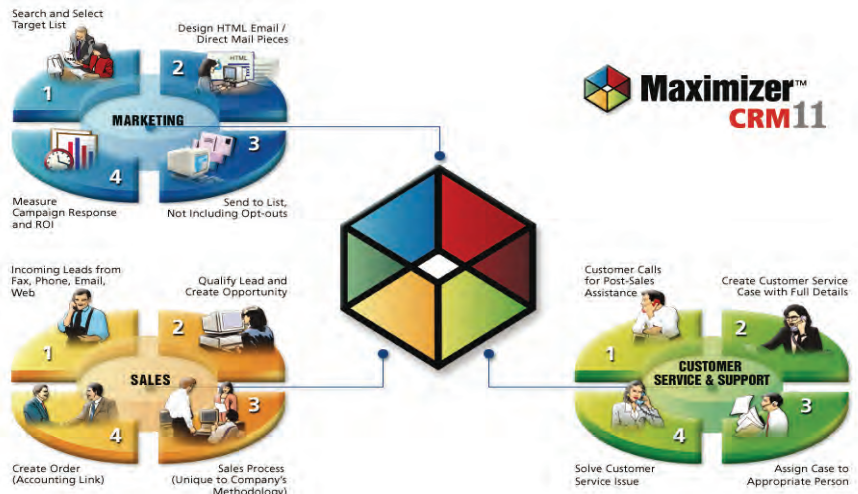 Search and Select
Target List
Design HTML Email /
Direct Mail Pieces
1
2
HTML
MARKETING
4
3
Measure
Campaign Response
and ROI
Send to List,
Not Including Opt-outs
Maximizer™
CRM11
Incoming Leads from
Fax, Phone, Email,
Web
Qualify Lead and
Create Opportunity
1
2
SALES
4
3
Create Order
(Accounting Link)
Sales Process
(Unique to Company's
Methodology)
Customer Calls
for Post-Sales
Assistance
Create Customer Service
Case with Full Details
1
2
CUSTOMER
SERVICE & SUPPORT
4
3
Solve Customer
Service Issue
Assign Case to
Appropriate Person